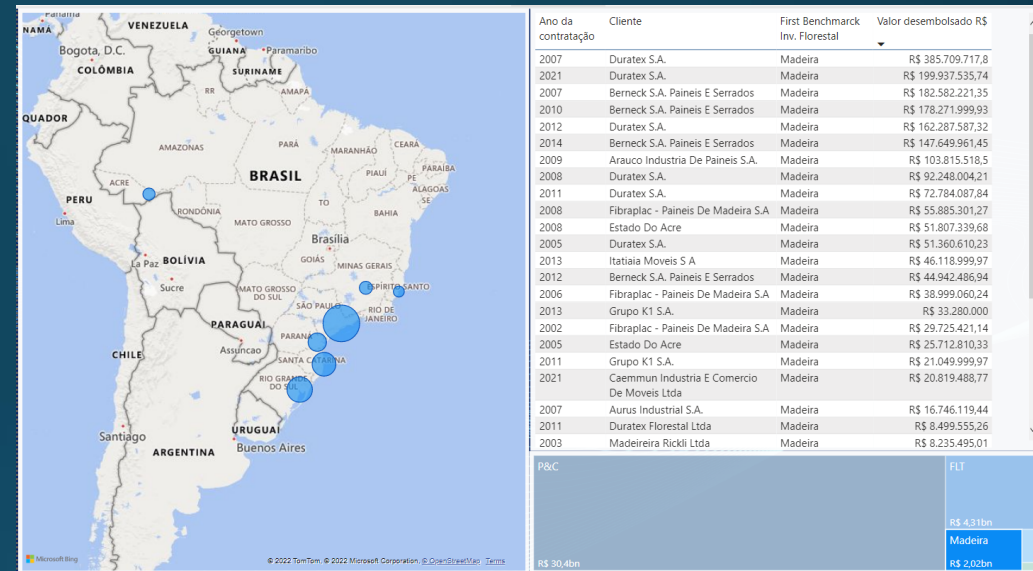 Panama
NAMÁ
VENEZUELA
Georgetown
Bogota, D.C.
GUIANA
Paramaribo
COLÔMBIA
SURINAME
RR
AMAPA
QUADOR
AMAZONAS
PARÁ
MARANHÃO
CEARÁ
BRASIL
PIAUÍ
PE
PARAÍBA
ACRE
ALAGOAS
PERU
TO
SE
Lima
RONDÔNIA
BAHIA
MATO GROSSO
Brasília
La Paz
BOLÍVIA
GOIÁS
MINAS GERAIS
Sucre
MATO GROSSO
DO SUL
ESPÍRITO SANTO
SÃO PAULO
RIO DE
JANEIRO
PARAGUAI
PARANÁ
CHILE
Assuncao
SANTA CATARINA
RIO GRANDE
DO SUL
URUGUAI
Santiago
Buenos Aires
ARGENTINA
Microsoft Bing
© 2022 TomTom, © 2022 Microsoft Corporation, © OpenStreetMap Terms
Ano da
contratação
Cliente
First Benchmarck
Inv. Florestal
Valor desembolsado R$
2007 Duratex S.A. Madeira R$ 385.709.717,8
2021 Duratex S.A. Madeira R$ 199.937.535,74
2007 Berneck S.A. Paineis E Serrados Madeira R$ 182.582.221,35
2010 Berneck S.A. Paineis E Serrados Madeira R$ 178.271.999,93
2012 Duratex S.A. Madeira R$ 162.287.587,32
2014 Berneck S.A. Paineis E Serrados Madeira R$ 147.649.961,45
2009 Arauco Industria De Paineis S.A. Madeira R$ 103.815.518,5
2008 Duratex S.A. Madeira R$ 92.248.004,21
2011 Duratex S.A. Madeira R$ 72.784.087,84
2008 Fibraplac - Paineis De Madeira S.A Madeira R$ 55.885.301,27
2008 Estado Do Acre Madeira R$ 51.807.339,68
2005 Duratex S.A. Madeira R$ 51.360.610,23
2013 Itatiaia Moveis S A Madeira R$ 46.118.999,97
2012 Berneck S.A. Paineis E Serrados Madeira R$ 44.942.486,94
2006 Fibraplac - Paineis De Madeira S.A Madeira R$ 38.999.060,24
2013 Grupo K1 S.A. Madeira R$ 33.280.000
2002 Fibraplac - Paineis De Madeira S.A Madeira R$ 29.725.421,14
2005 Estado Do Acre Madeira R$ 25.712.810,33
2011 Grupo K1 S.A. Madeira R$ 21.049.999,97
2021 Caemmun Industria E Comercio Madeira R$ 20.819.488,77
De Moveis Ltda
2007 Aurus Industrial S.A. Madeira R$ 16.746.119,44
2011 Duratex Florestal Ltda Madeira R$ 8.499.555,26
2003 Madeireira Rickli Ltda Madeira R$ 8.235.495,01
P&C
R$ 30,4bn
FLT
R$ 4,31bn
Madeira
R$ 2,02bn